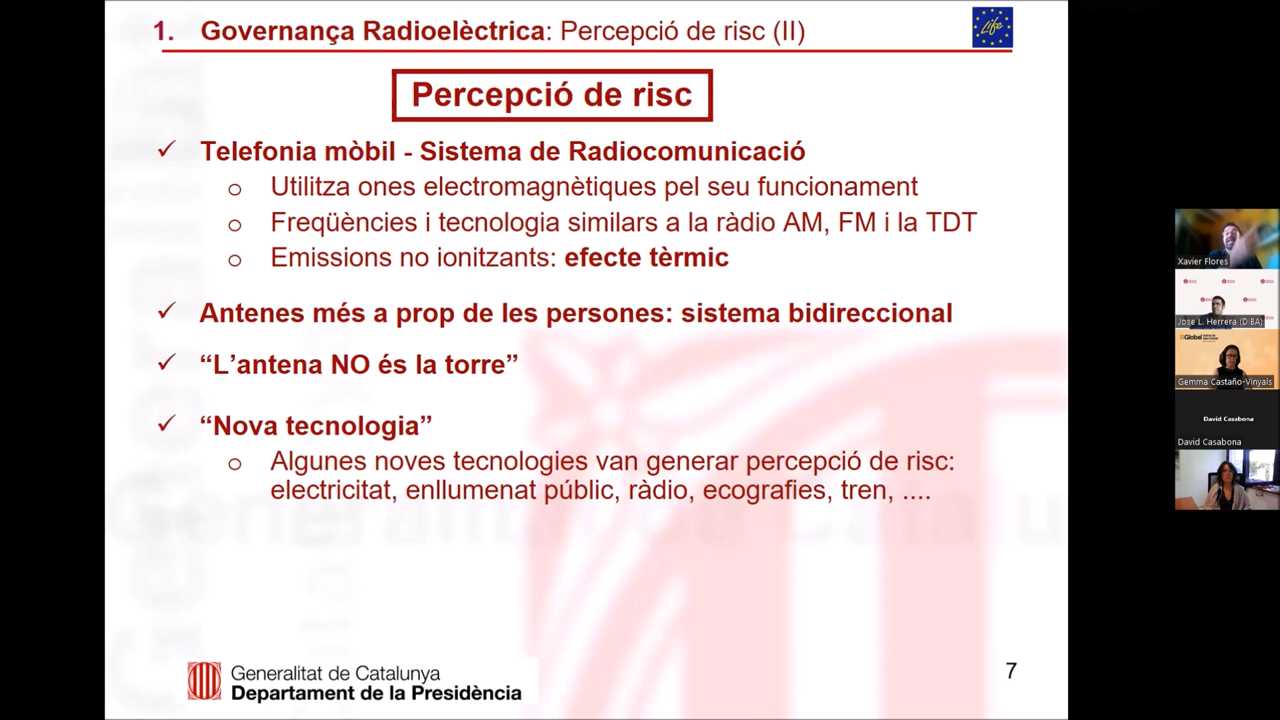 1. Governança Radioelèctrica: Percepció de risc (II)
Life
Percepció de risc
✓ Telefonia mòbil - Sistema de Radiocomunicació
o Utilitza ones electromagnètiques pel seu funcionament
o Freqüències i tecnologia similars a la ràdio AM, FM i la TDT
o Emissions no ionitzants: efecte tèrmic
✓ Antenes més a prop de les persones: sistema bidireccional
✓ “L’antena NO és la torre”
✓ “Nova tecnologia”
o Algunes noves tecnologies van generar percepció de risc:
electricitat, enllumenat públic, ràdio, ecografies, tren, ....
Generalitat de Catalunya
Departament de la Presidència
7
Xavier Flores
Jose L. Herrera (DIBA)
ISGlobal
Gemma Castaño-Vinyals
David Casabona
David Casabona